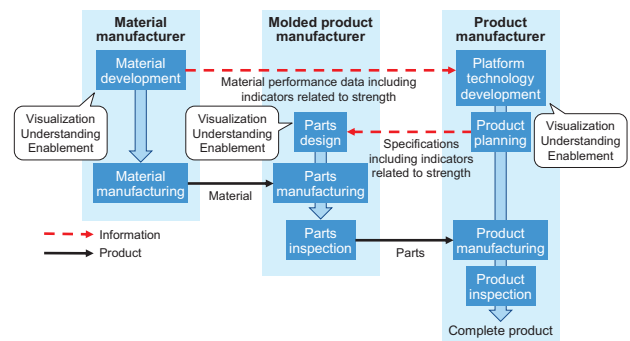 Material
manufacturer
Molded product
manufacturer
Product
manufacturer
Material
development
Platform
technology
development
Material performance data including
indicators related to strength
Visualization
Understanding
Enablement
Visualization
Understanding
Enablement
Parts
design
Specifications
including indicators
related to strength
Product
planning
Visualization
Understanding
Enablement
Material
manufacturing
Material
Parts
manufacturing
Information
Product
Parts
inspection
Parts
Product
manufacturing
Product
inspection
Complete product